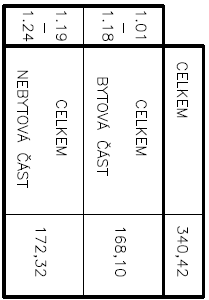 CELKEM 340,42
1.01
–
1.18
CELKEM
BYTOVÁ ČÁST
168,10
1.19
–
1.24
CELKEM
NEBYTOVÁ ČÁST
172,32